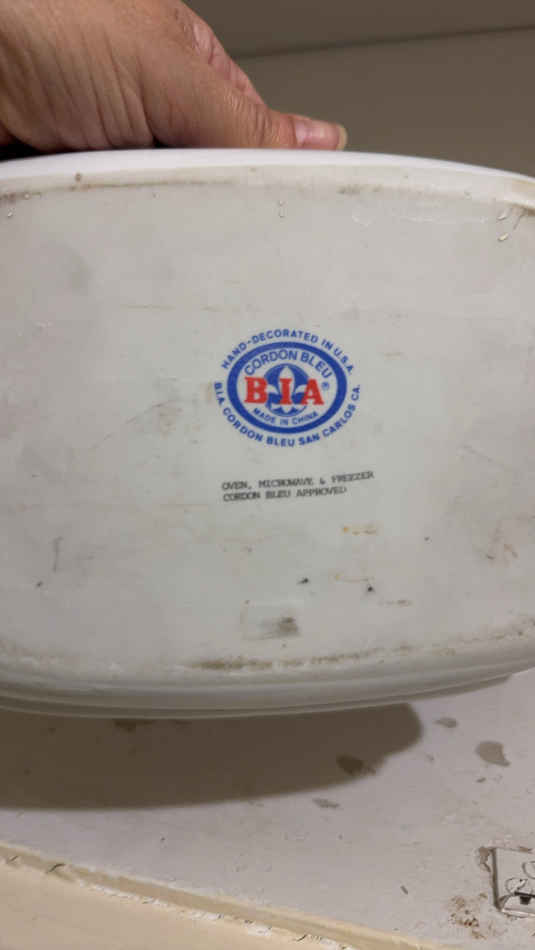 HAND-DECORATED IN U.S.A.
CORDON BLEU
BIA®
MADE IN CHINA
B.I.A. CORDON BLEU SAN CARLOS CA.
OVEN, MICROWAVE & FREEZER
CORDON BLEU APPROVED